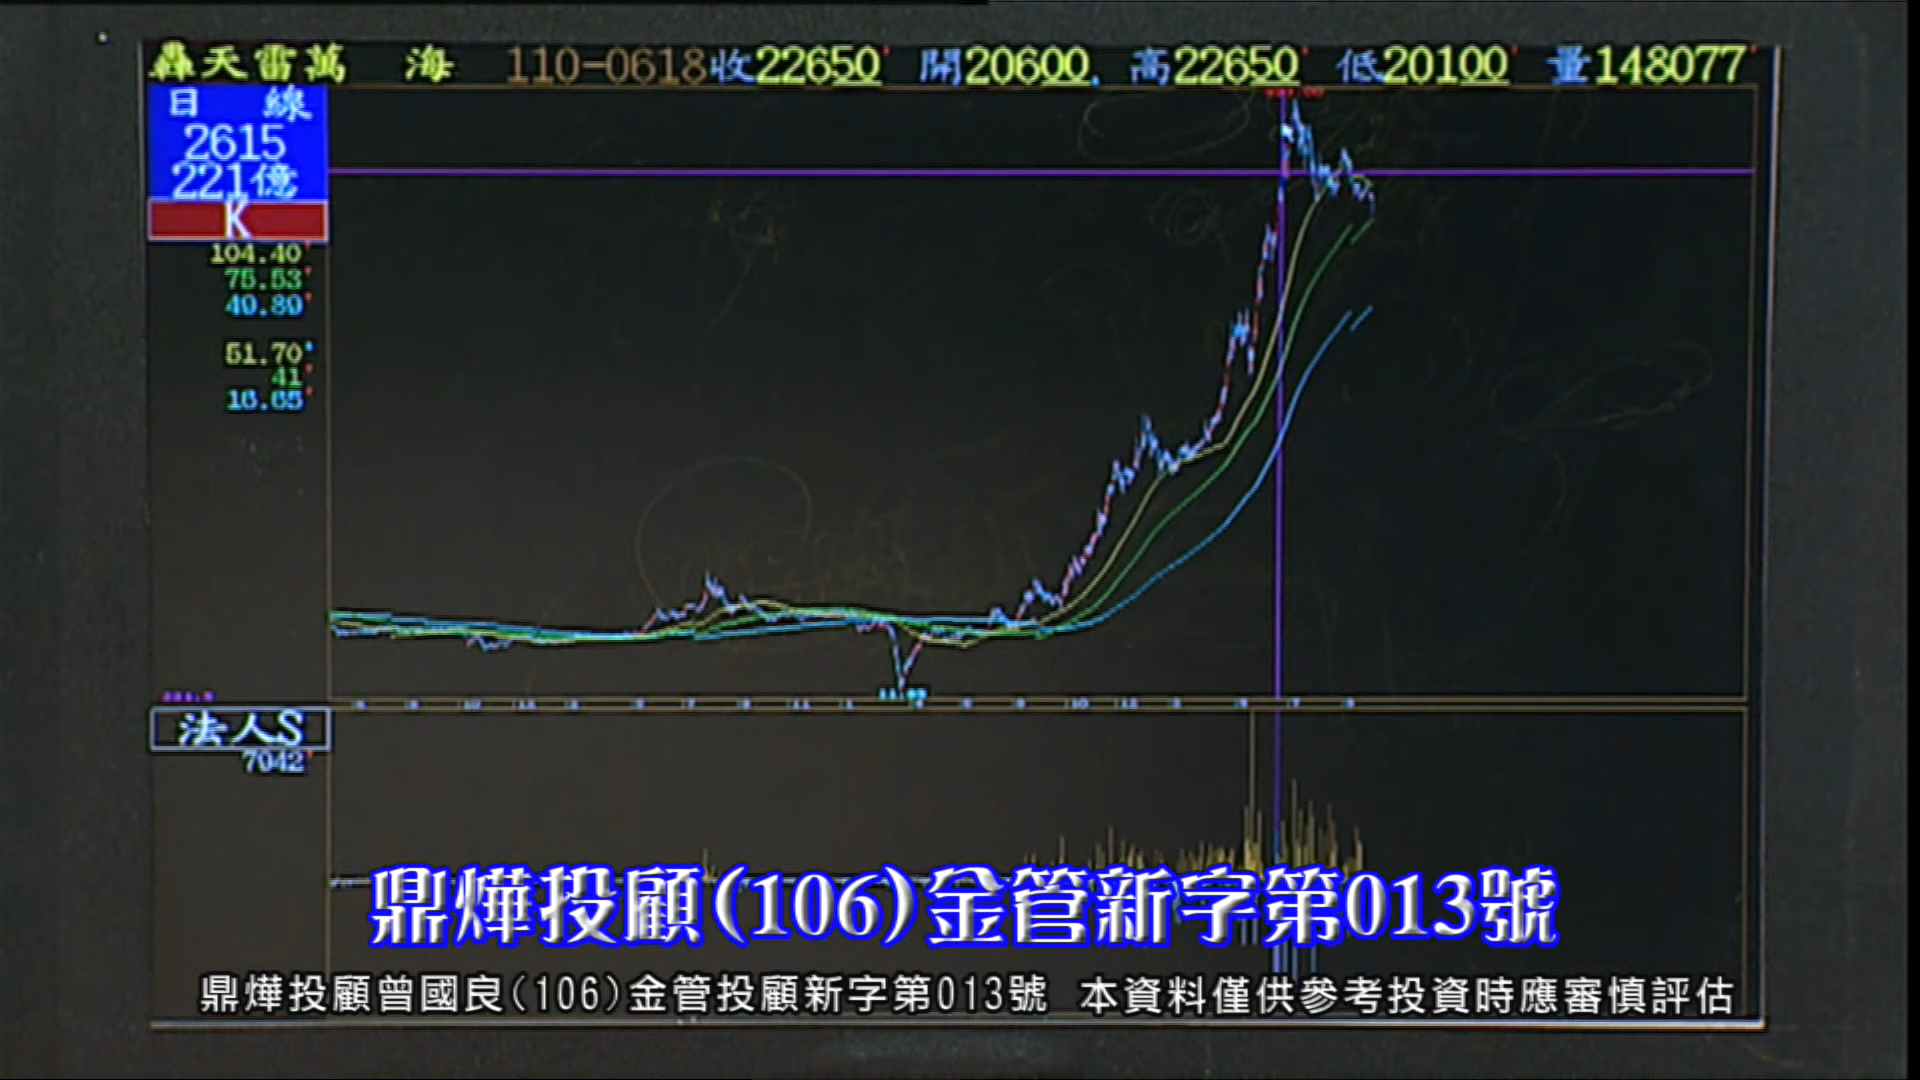 轟天雷萬 海 110-0618收22650 開20600 高22650 低20100 量148077
日 線
2615
221億
K
104.40
75.53
40.80
51.70
41
16.65
法人S
7042
鼎燁投顧(106)金管新字第013號
鼎燁投顧曾國良(106)金管投顧新字第013號 本資料僅供參考投資時應審慎評估